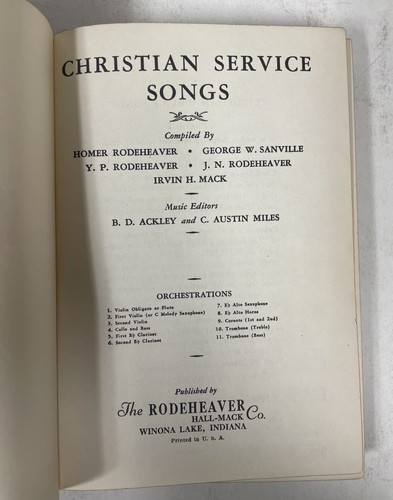 CHRISTIAN SERVICE
SONGS
Compiled By
HOMER RODEHEAVER • GEORGE W. SANVILLE
Y. P. RODEHEAVER • J. N. RODEHEAVER
IRVIN H. MACK
Music Editors
B. D. ACKLEY and C. AUSTIN MILES
ORCHESTRATIONS
1. Violin Obligato or Flute
2. First Violin (or C Melody Saxophone)
3. Second Violin
4. Cello and Bass
5. First B♭ Clarinet
6. Second B♭ Clarinet
7. E♭ Alto Saxophone
8. E♭ Alto Horns
9. Cornets (1st and 2nd)
10. Trombone (Treble)
11. Trombone (Bass)
Published by
The RODEHEAVER
HALL-MACK Co.
WINONA LAKE, INDIANA
Printed in U. S. A.